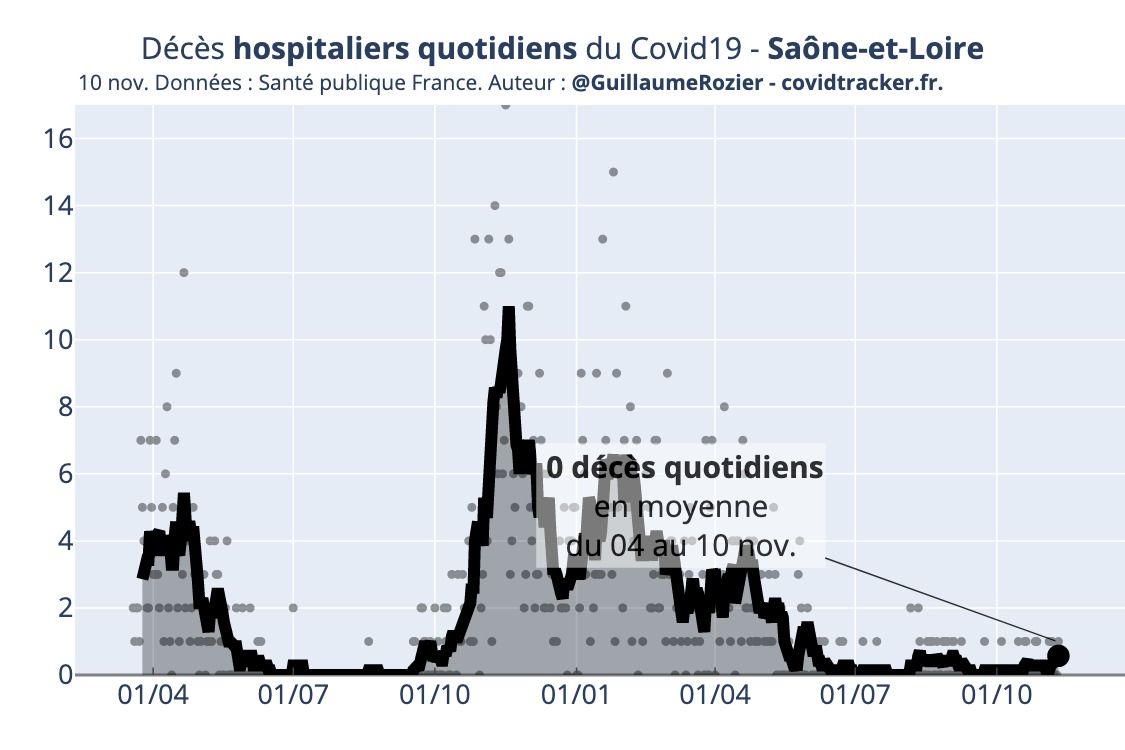 Décès hospitaliers quotidiens du Covid19 - Saône-et-Loire
10 nov. Données : Santé publique France. Auteur : @GuillaumeRozier - covidtracker.fr.
16
14
12
10
8
6
4
2
0
0 décès quotidiens
en moyenne
du 04 au 10 nov.
01/04 01/07 01/10 01/01 01/04 01/07 01/10